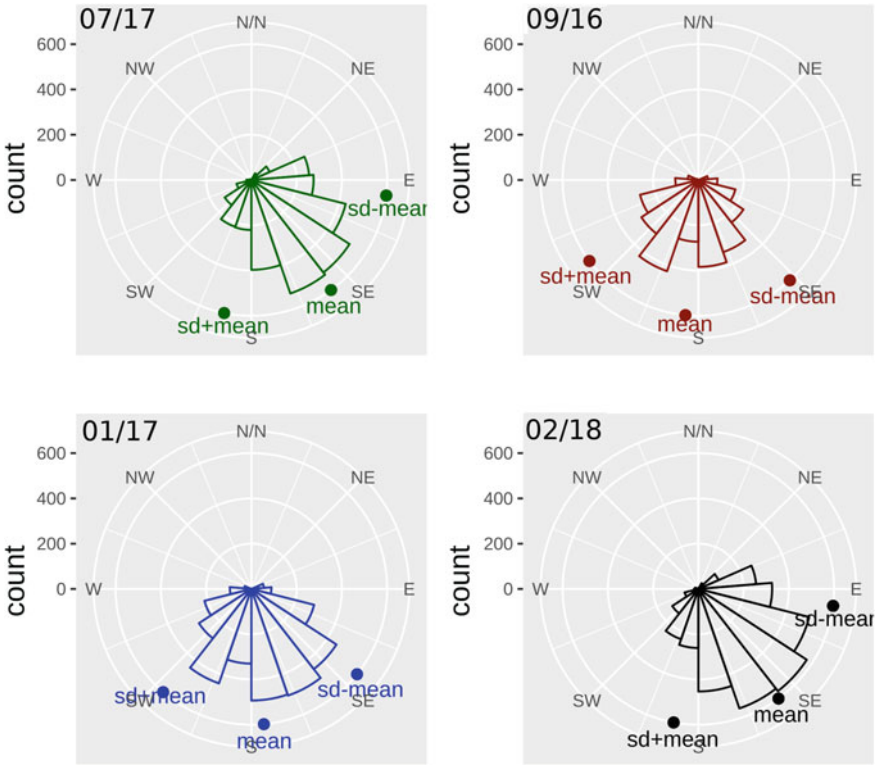 07/17
N/N
600
NW
NE
400
200
count
0
W
E
sd-mean
SW
SE
mean
sd+mean
S
09/16
N/N
600
NW
NE
400
200
count
0
W
E
sd+mean
SW
sd-mean
SE
mean
S
01/17
N/N
600
NW
NE
400
200
count
0
W
E
sd+mean
SW
sd-mean
SE
mean
S
02/18
N/N
600
NW
NE
400
200
count
0
W
E
sd-mean
SW
SE
mean
sd+mean
S